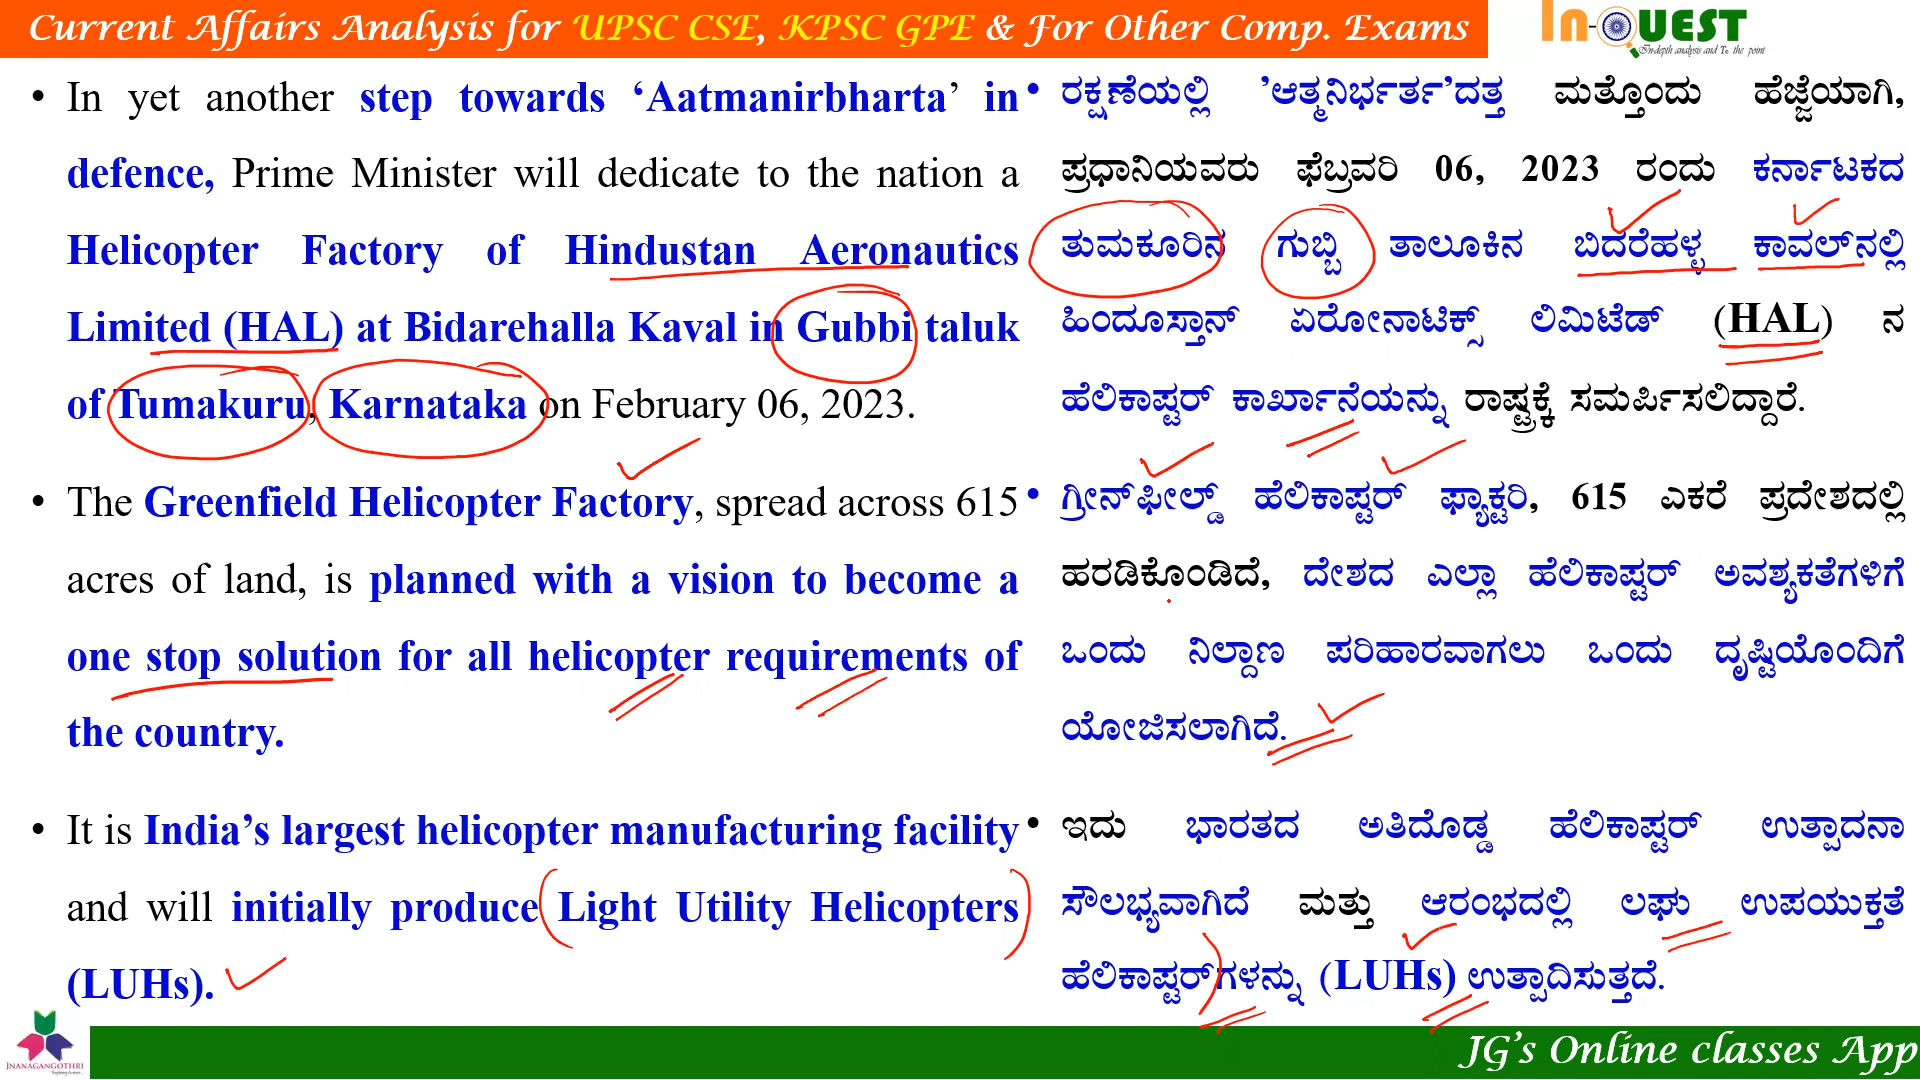 Current Affairs Analysis for UPSC CSE, KPSC GPE & For Other Comp. Exams
In-QUEST
In-depth analysis and To the point
• In yet another step towards ‘Aatmanirbharta’ in
defence, Prime Minister will dedicate to the nation a
Helicopter Factory of Hindustan Aeronautics
Limited (HAL) at Bidarehalla Kaval in Gubbi taluk
of Tumakuru, Karnataka on February 06, 2023.
• The Greenfield Helicopter Factory, spread across 615
acres of land, is planned with a vision to become a
one stop solution for all helicopter requirements of
the country.
• It is India’s largest helicopter manufacturing facility
and will initially produce Light Utility Helicopters
(LUHs).
• ರಕ್ಷಣೆಯಲ್ಲಿ ’ಆತ್ಮನಿರ್ಭರ್ತ’ದತ್ತ ಮತ್ತೊಂದು ಹೆಜ್ಜೆಯಾಗಿ,
ಪ್ರಧಾನಿಯವರು ಫೆಬ್ರವರಿ 06, 2023 ರಂದು ಕರ್ನಾಟಕದ
ತುಮಕೂರಿನ ಗುಬ್ಬಿ ತಾಲೂಕಿನ ಬಿದರೆಹಳ್ಳ ಕಾವಲ್‌ನಲ್ಲಿ
ಹಿಂದೂಸ್ತಾನ್ ಏರೋನಾಟಿಕ್ಸ್ ಲಿಮಿಟೆಡ್ (HAL) ನ
ಹೆಲಿಕಾಪ್ಟರ್ ಕಾರ್ಖಾನೆಯನ್ನು ರಾಷ್ಟ್ರಕ್ಕೆ ಸಮರ್ಪಿಸಲಿದ್ದಾರೆ.
• ಗ್ರೀನ್‌ಫೀಲ್ಡ್ ಹೆಲಿಕಾಪ್ಟರ್ ಫ್ಯಾಕ್ಟರಿ, 615 ಎಕರೆ ಪ್ರದೇಶದಲ್ಲಿ
ಹರಡಿಕೊಂಡಿದೆ, ದೇಶದ ಎಲ್ಲಾ ಹೆಲಿಕಾಪ್ಟರ್ ಅವಶ್ಯಕತೆಗಳಿಗೆ
ಒಂದು ನಿಲ್ದಾಣ ಪರಿಹಾರವಾಗಲು ಒಂದು ದೃಷ್ಟಿಯೊಂದಿಗೆ
ಯೋಜಿಸಲಾಗಿದೆ.
• ಇದು ಭಾರತದ ಅತಿದೊಡ್ಡ ಹೆಲಿಕಾಪ್ಟರ್ ಉತ್ಪಾದನಾ
ಸೌಲಭ್ಯವಾಗಿದೆ ಮತ್ತು ಆರಂಭದಲ್ಲಿ ಲಘು ಉಪಯುಕ್ತತೆ
ಹೆಲಿಕಾಪ್ಟರ್‌ಗಳನ್ನು (LUHs) ಉತ್ಪಾದಿಸುತ್ತದೆ.
JNANAGANGOTHRI
JG’s Online classes App